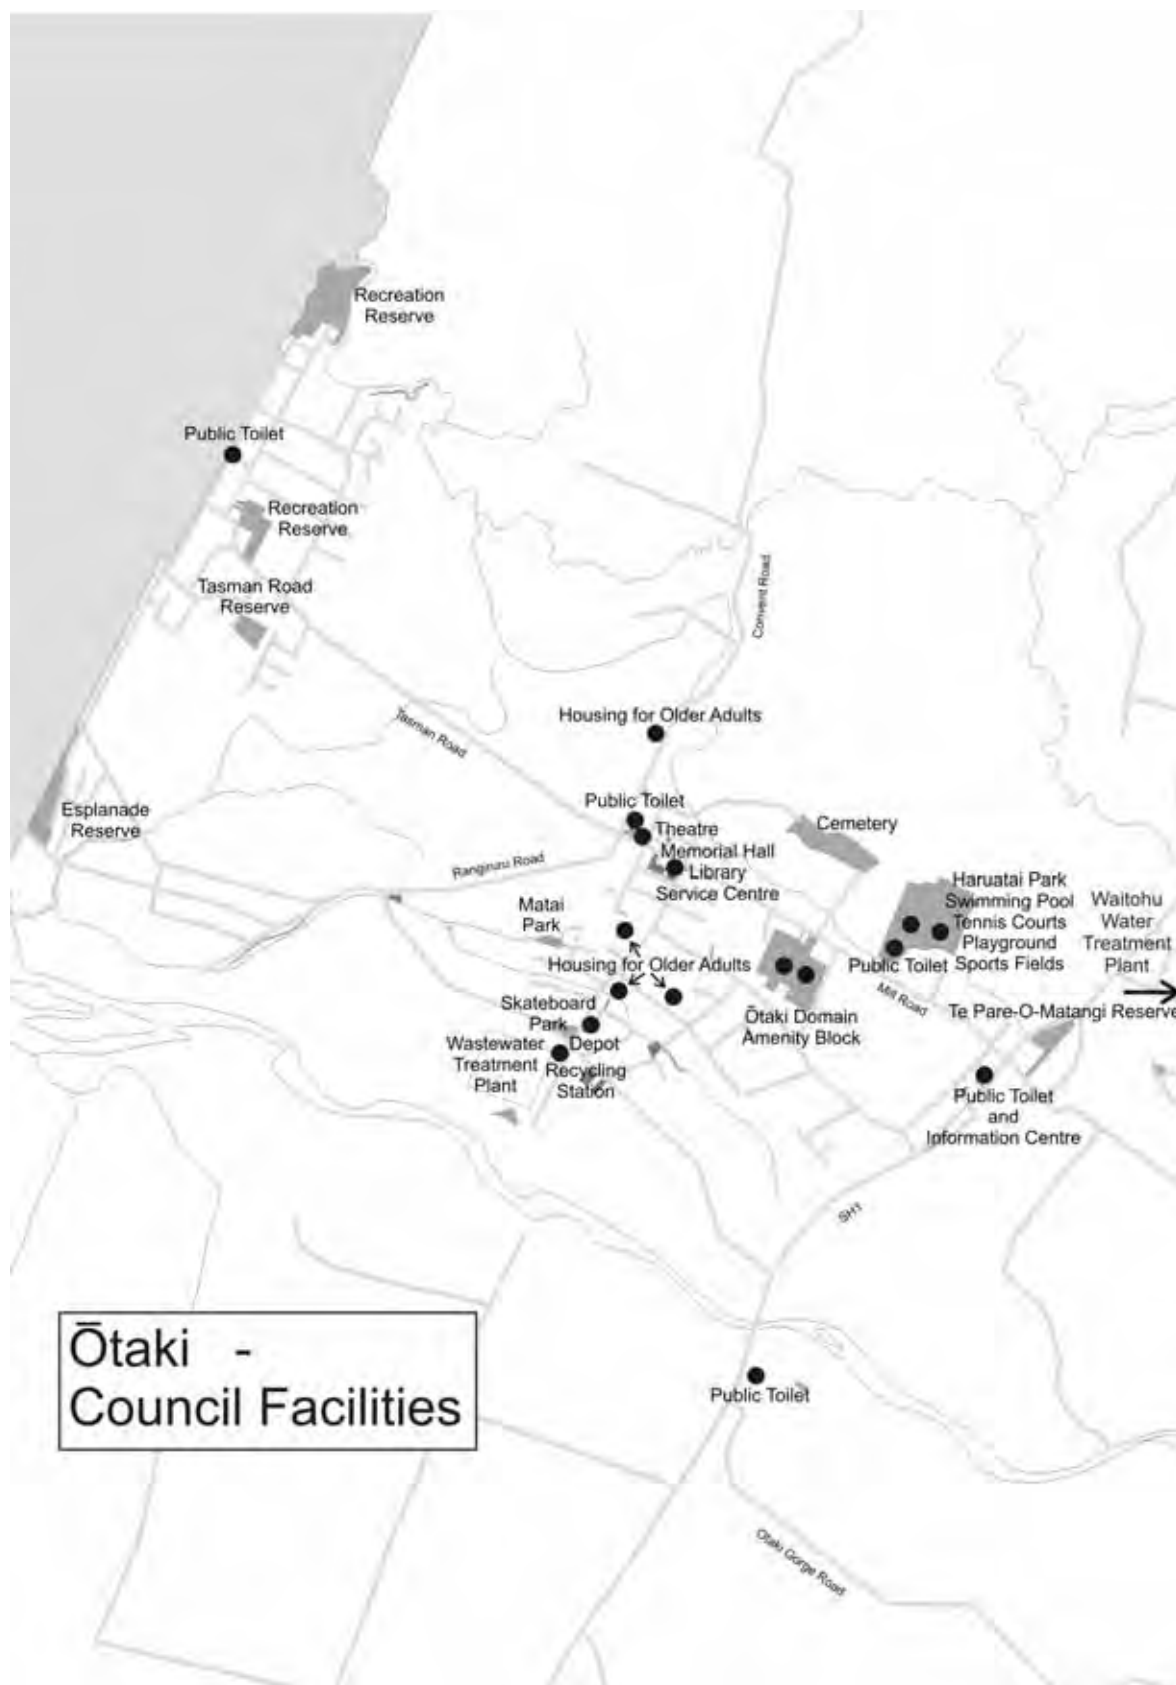 Recreation
Reserve
Public Toilet
Recreation
Reserve
Tasman Road
Reserve
Convent Road
Tasman Road
Housing for Older Adults
Esplanade
Reserve
Public Toilet
Theatre
Memorial Hall
Library
Service Centre
Cemetery
Rangiuru Road
Matai
Park
Haruatai Park
Swimming Pool
Tennis Courts
Playground
Sports Fields
Public Toilet
Waitohu
Water
Treatment
Plant
Housing for Older Adults
Mill Road
Skateboard
Park
Depot
Ōtaki Domain
Amenity Block
Te Pare-O-Matangi Reserve
Wastewater
Treatment
Plant
Recycling
Station
Public Toilet
and
Information Centre
SH1
Ōtaki -
Council Facilities
Public Toilet
Otaki Gorge Road